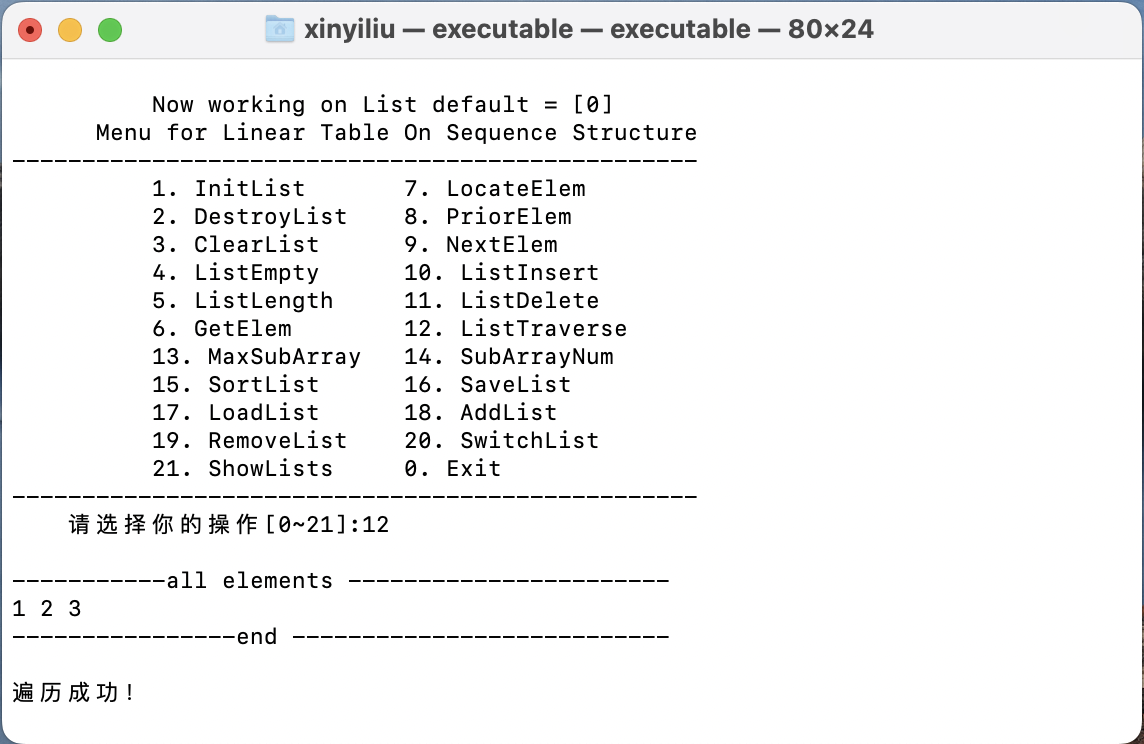 xinyiliu — executable — executable — 80×24
Now working on List default = [0]
Menu for Linear Table On Sequence Structure
-------------------------------------------------
1. InitList 7. LocateElem
2. DestroyList 8. PriorElem
3. ClearList 9. NextElem
4. ListEmpty 10. ListInsert
5. ListLength 11. ListDelete
6. GetElem 12. ListTraverse
13. MaxSubArray 14. SubArrayNum
15. SortList 16. SaveList
17. LoadList 18. AddList
19. RemoveList 20. SwitchList
21. ShowLists 0. Exit
-------------------------------------------------
请选择你的操作[0~21]:12
-----------all elements -----------------------
1 2 3
----------------end ---------------------------
遍历成功!